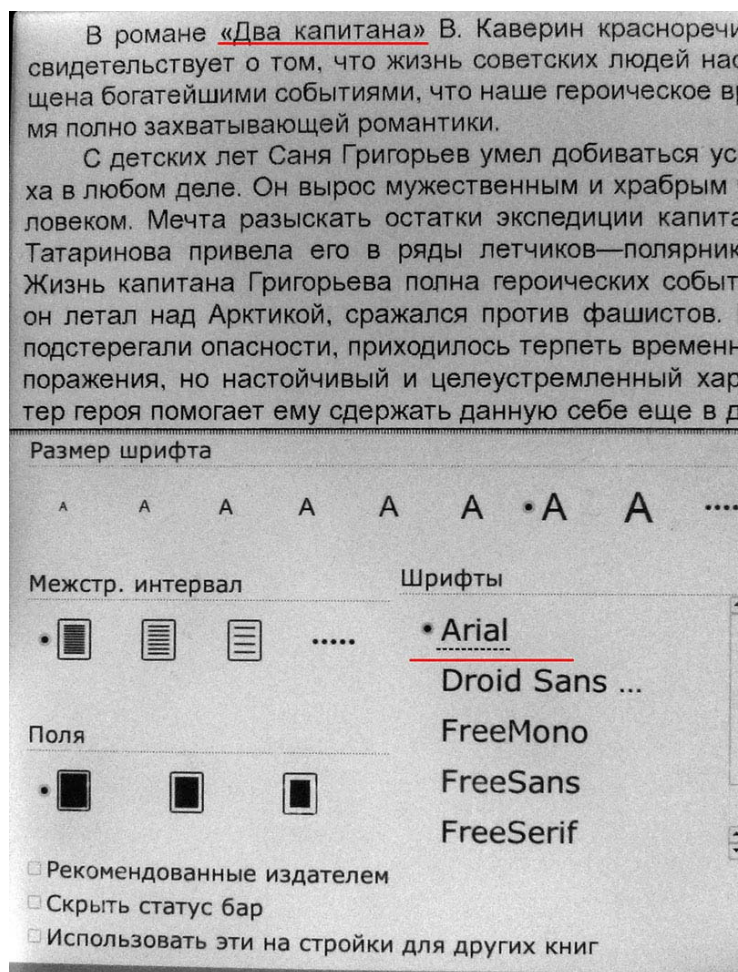 В романе «Два капитана» В. Каверин красноречи
свидетельствует о том, что жизнь советских людей нас
щена богатейшими событиями, что наше героическое вр
мя полно захватывающей романтики.
С детских лет Саня Григорьев умел добиваться ус
ха в любом деле. Он вырос мужественным и храбрым
ловеком. Мечта разыскать остатки экспедиции капита
Татаринова привела его в ряды летчиков—полярник
Жизнь капитана Григорьева полна героических событ
он летал над Арктикой, сражался против фашистов.
подстерегали опасности, приходилось терпеть временн
поражения, но настойчивый и целеустремленный хар
тер героя помогает ему сдержать данную себе еще в д
Размер шрифта
А А А А А А А А
Межстр. интервал
Шрифты
Arial
Droid Sans ...
FreeMono
FreeSans
FreeSerif
Поля
Рекомендованные издателем
Скрыть статус бар
Использовать эти на стройки для других книг